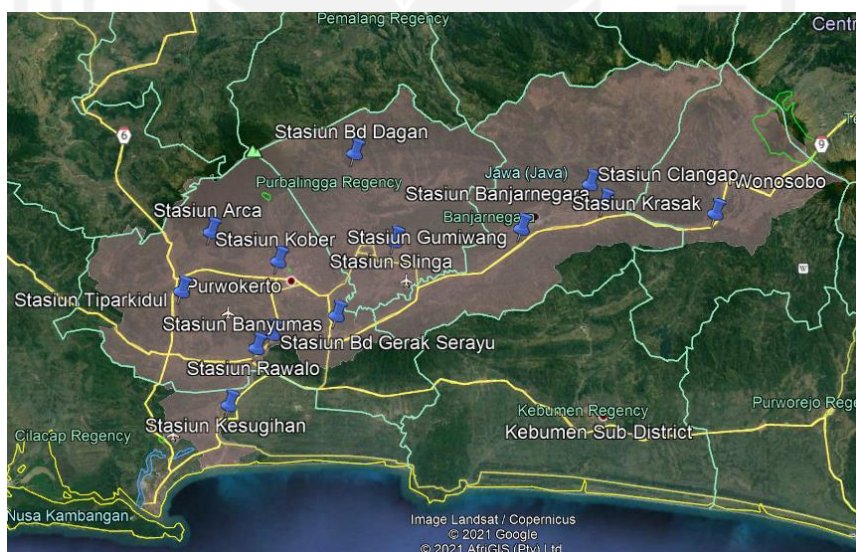 Pemalang Regency
Centr
6
Stasiun Bd Dagan
9
Jawa (Java)
Stasiun Clangap
Purbalingga Regency
Wonosobo
Stasiun Banjarnegara
Stasiun Arca
Stasiun Krasak
Banjarnegara
Stasiun Kober
Stasiun Gumiwang
Stasiun Slinga
W
Purwokerto
Stasiun Tiparkidul
Stasiun Banyumas
Stasiun Bd Gerak Serayu
Stasiun Rawalo
Purworejo Rege
Kebumen Regency
Stasiun Kesugihan
Kebumen Sub-District
Cilacap Regency
Nusa Kambangan
Image Landsat / Copernicus
© 2021 Google
© 2021 AfriGIS (Pty) Ltd